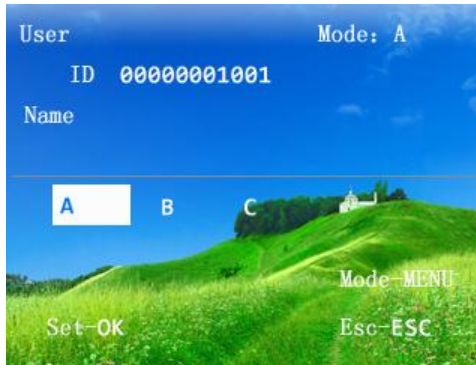 User Mode: A
ID 00000001001
Name
A B C
Mode-MENU
Set-OK Esc-ESC